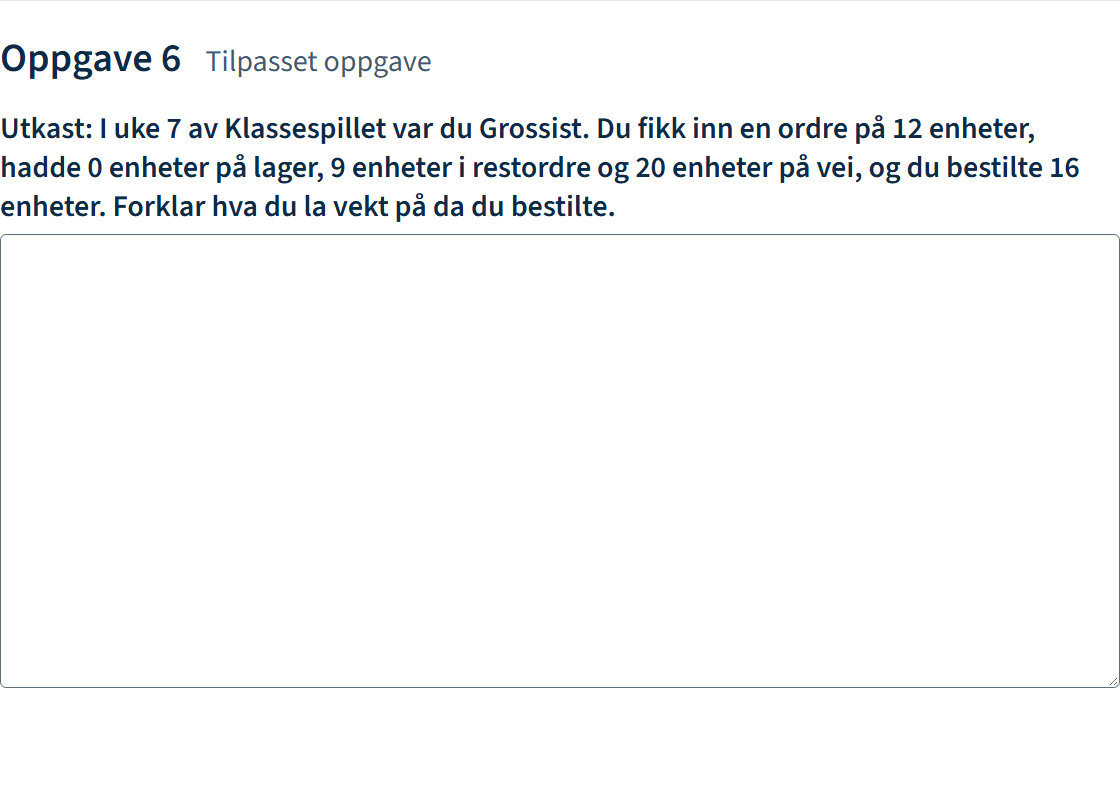 Oppgave 6 Tilpasset oppgave
Utkast: I uke 7 av Klassespillet var du Grossist. Du fikk inn en ordre på 12 enheter,
hadde 0 enheter på lager, 9 enheter i restordre og 20 enheter på vei, og du bestilte 16
enheter. Forklar hva du la vekt på da du bestilte.